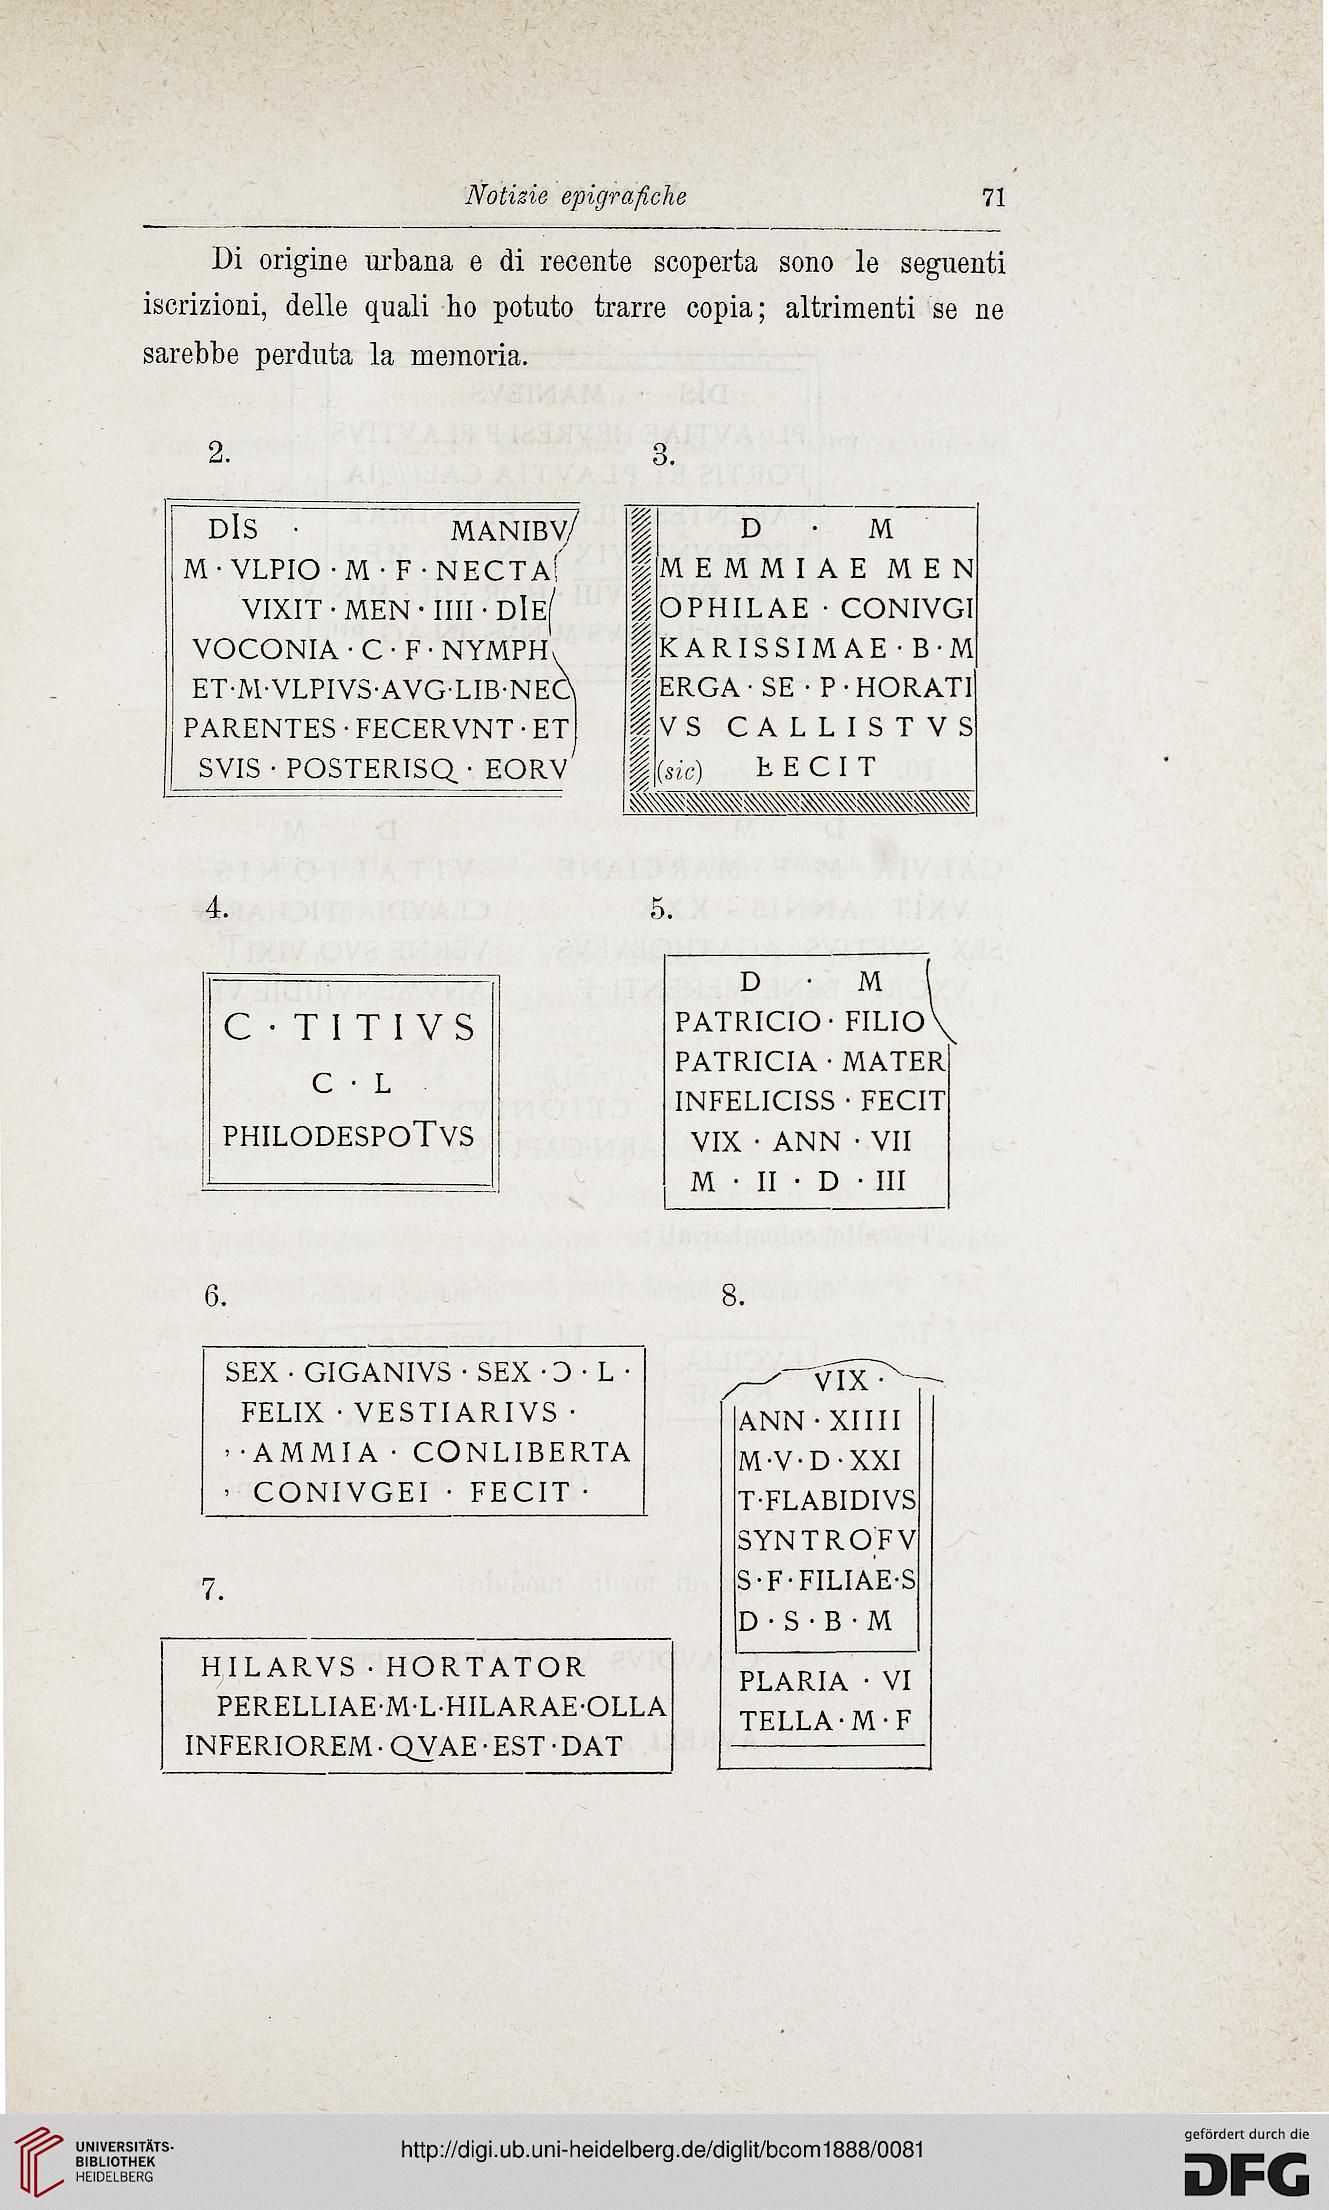 Notizie epigrafiche 71
Di origine urbana e di recente scoperta sono le seguenti
iscrizioni, delle quali ho potuto trarre copia; altrimenti se ne
sarebbe perduta la memoria.
2.
DIS · MANIBV
M · VLPIO · M · F · NECTA
VIXIT · MEN · IIII · DIE
VOCONIA · C · F · NYMPH
ET·M·VLPIVS·AVG·LIB·NEC
PARENTES · FECERVNT · ET
SVIS · POSTERISQ · EORV
3.
D · M
MEMMIAE MEN
OPHILAE · CONIVGI
KARISSIMAE · B · M
ERGA · SE · P · HORATI
VS CALLISTVS
(sic) ECIT
4.
C · TITIVS
C · L
PHILODESPOTVS
5.
D · M
PATRICIO · FILIO
PATRICIA · MATER
INFELICISS · FECIT
VIX · ANN · VII
M · II · D · III
6.
SEX · GIGANIVS · SEX · Ɔ · L ·
FELIX · VESTIARIVS ·
, · AMMIA · CONLIBERTA
, CONIVGEI · FECIT ·
7.
HILARVS · HORTATOR
PERELLIAE·M·L·HILARAE·OLLA
INFERIOREM · QVAE · EST · DAT
8.
VIX ·
ANN · XIIII
M · V · D · XXI
T·FLABIDIVS
SYNTROFV
S · F · FILIAE·S
D · S · B · M
PLARIA · VI
TELLA · M · F
UNIVERSITÄTS-
BIBLIOTHEK
HEIDELBERG
http://digi.ub.uni-heidelberg.de/diglit/bcom1888/0081
gefördert durch die
DFG